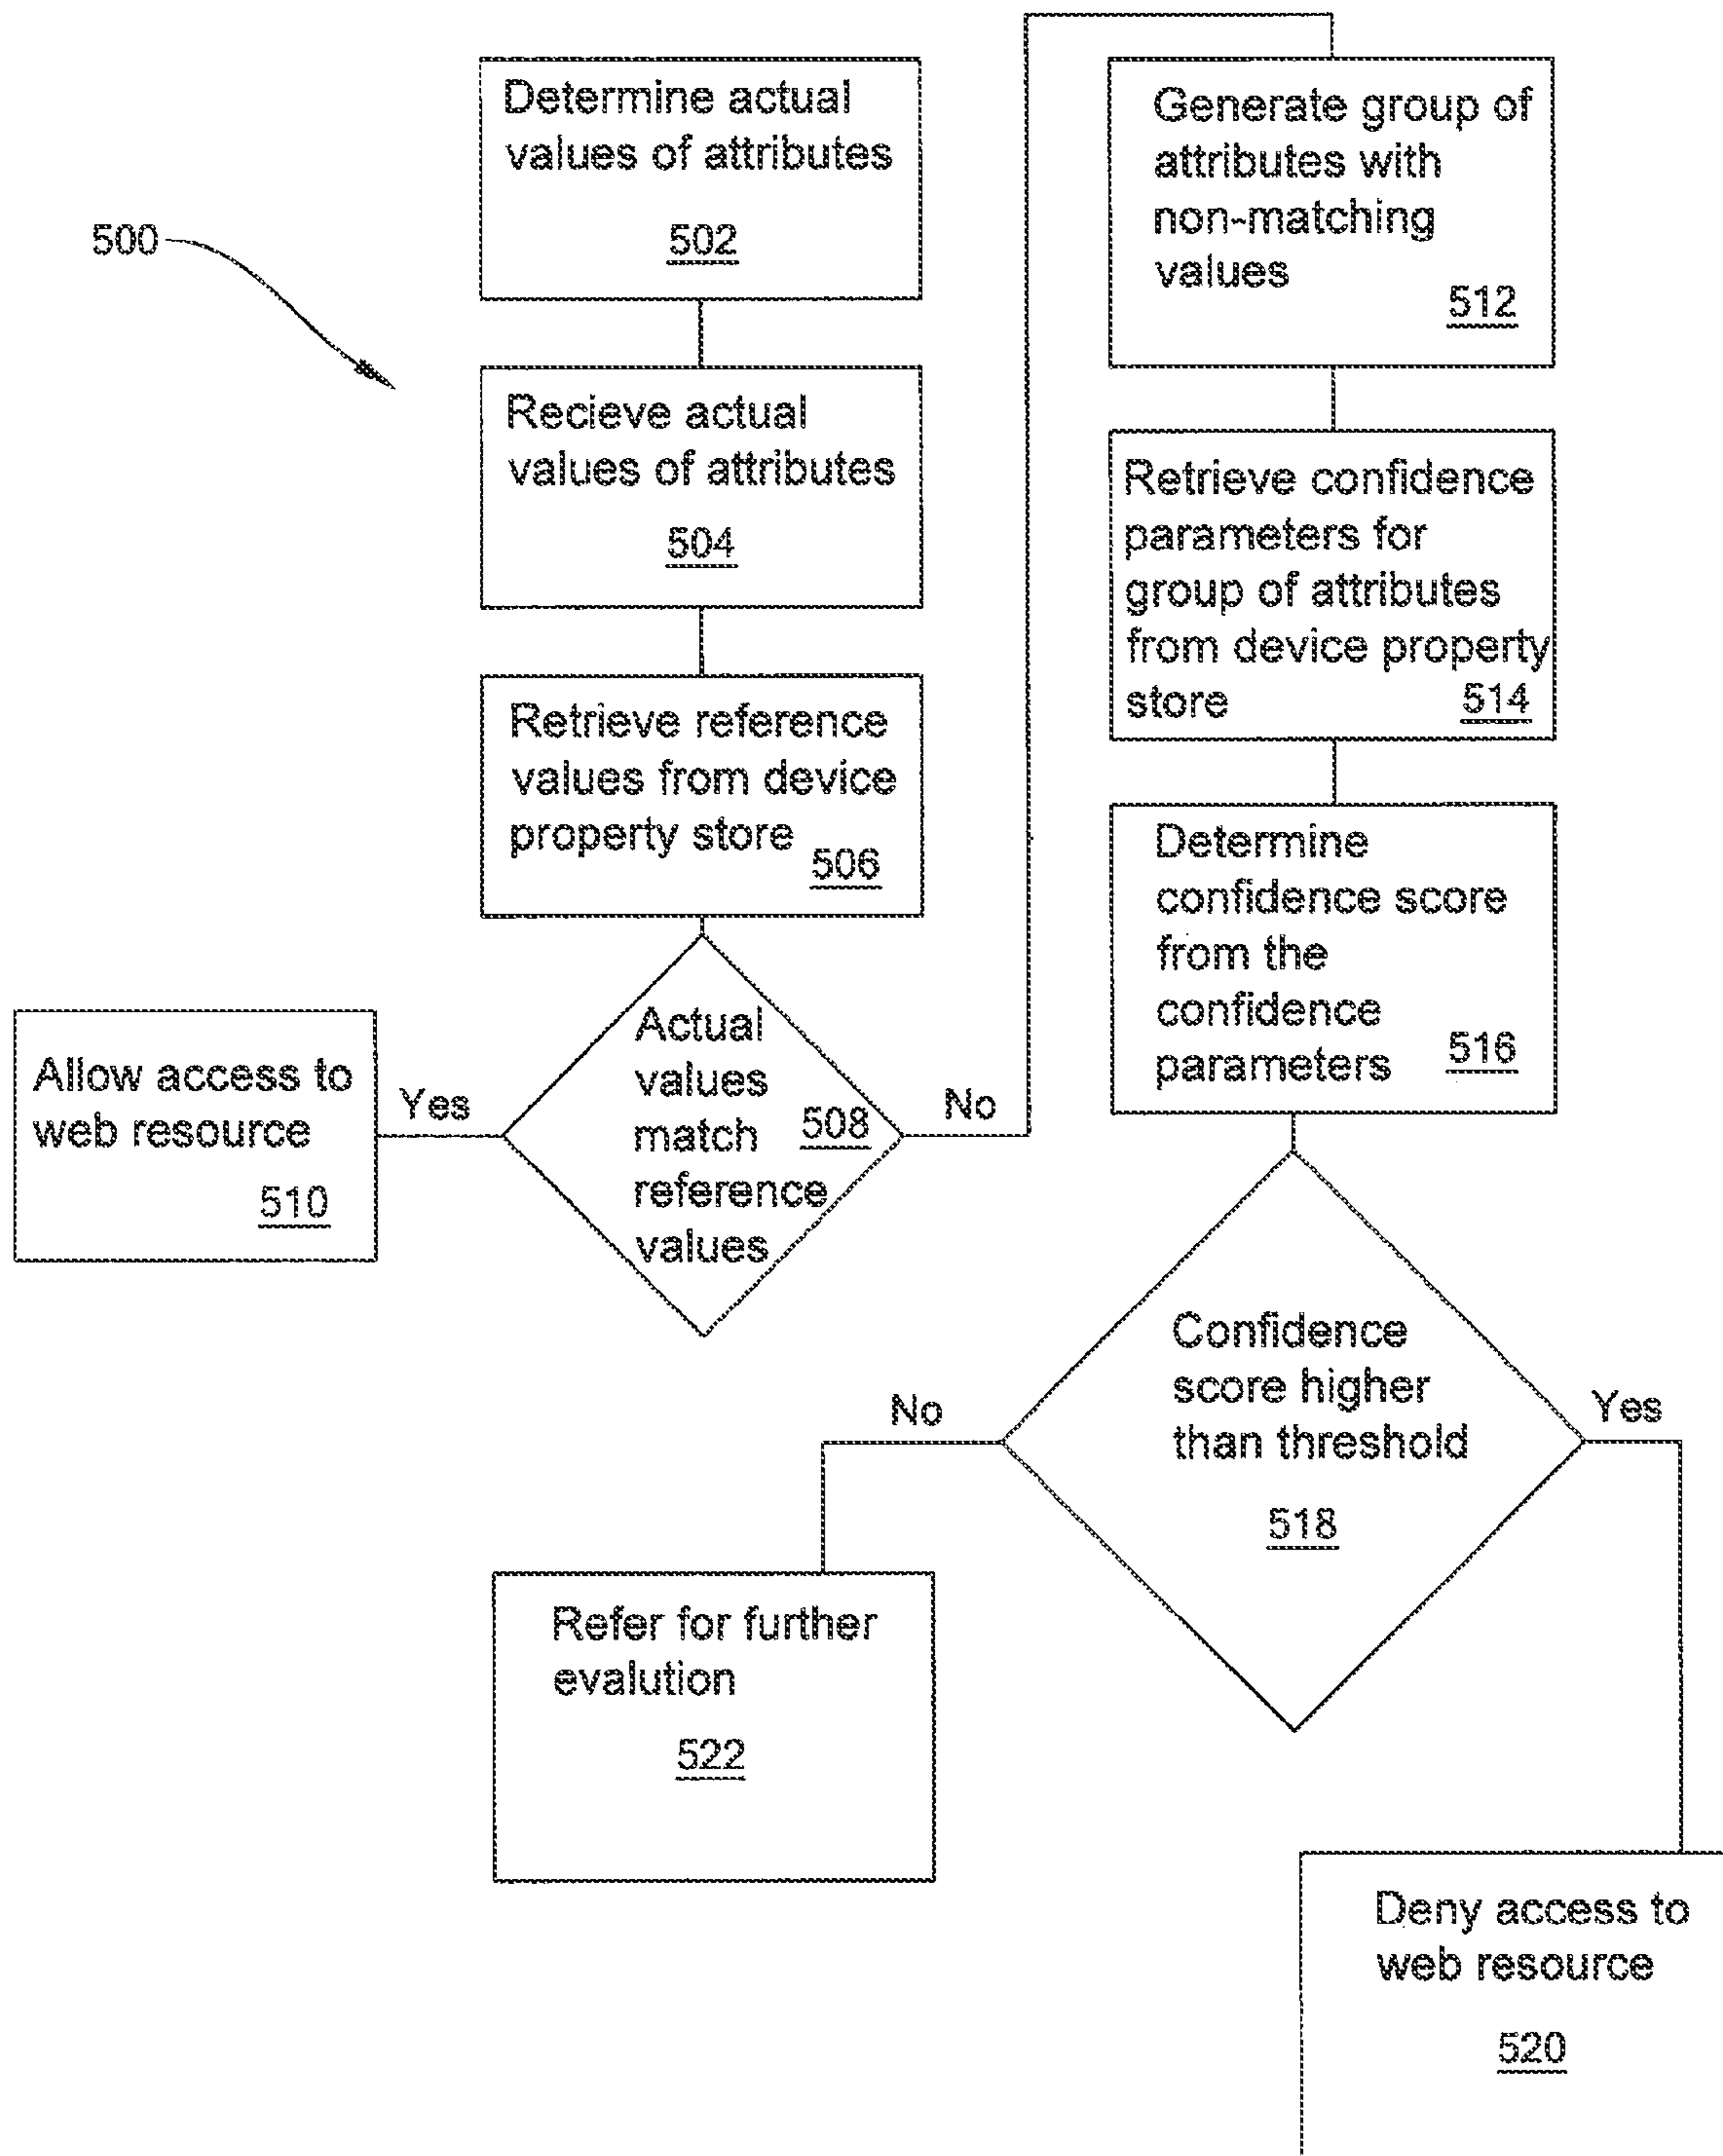 500
Determine actual
values of attributes
502
Recieve actual
values of attributes
504
Retrieve reference
values from device
property store
506
Actual
values
match
reference
values
508
Yes
No
Allow access to
web resource
510
Generate group of
attributes with
non-matching
values
512
Retrieve confidence
parameters for
group of attributes
from device property
store
514
Determine
confidence score
from the
confidence
parameters
516
Confidence
score higher
than threshold
518
No
Yes
Refer for further
evalution
522
Deny access to
web resource
520